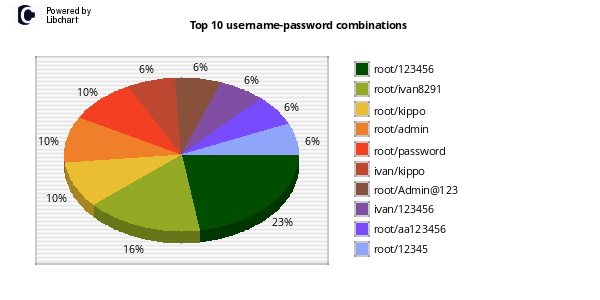 Powered by
Libchart
Top 10 username-password combinations
6%
6%
6%
6%
6%
10%
10%
10%
16%
23%
root/123456
root/ivan8291
root/kippo
root/admin
root/password
ivan/kippo
root/Admin@123
ivan/123456
root/aa123456
root/12345